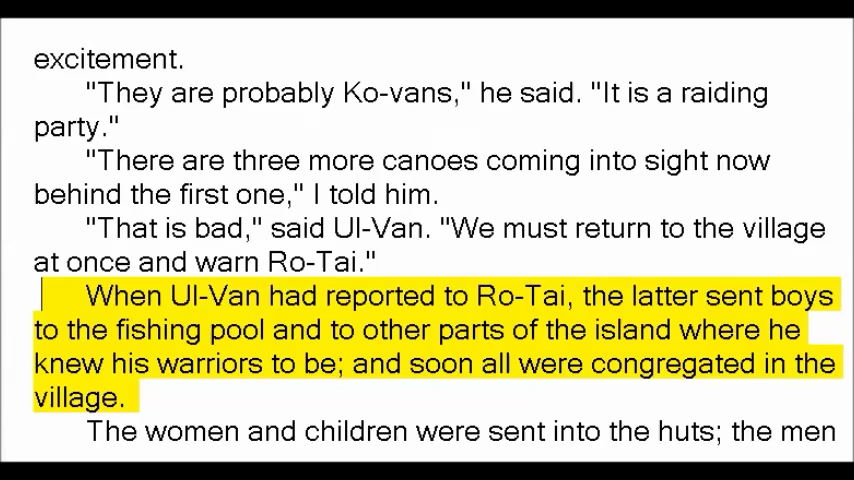 excitement.
"They are probably Ko-vans," he said. "It is a raiding
party."
"There are three more canoes coming into sight now
behind the first one," I told him.
"That is bad," said Ul-Van. "We must return to the village
at once and warn Ro-Tai."
When Ul-Van had reported to Ro-Tai, the latter sent boys
to the fishing pool and to other parts of the island where he
knew his warriors to be; and soon all were congregated in the
village.
The women and children were sent into the huts; the men